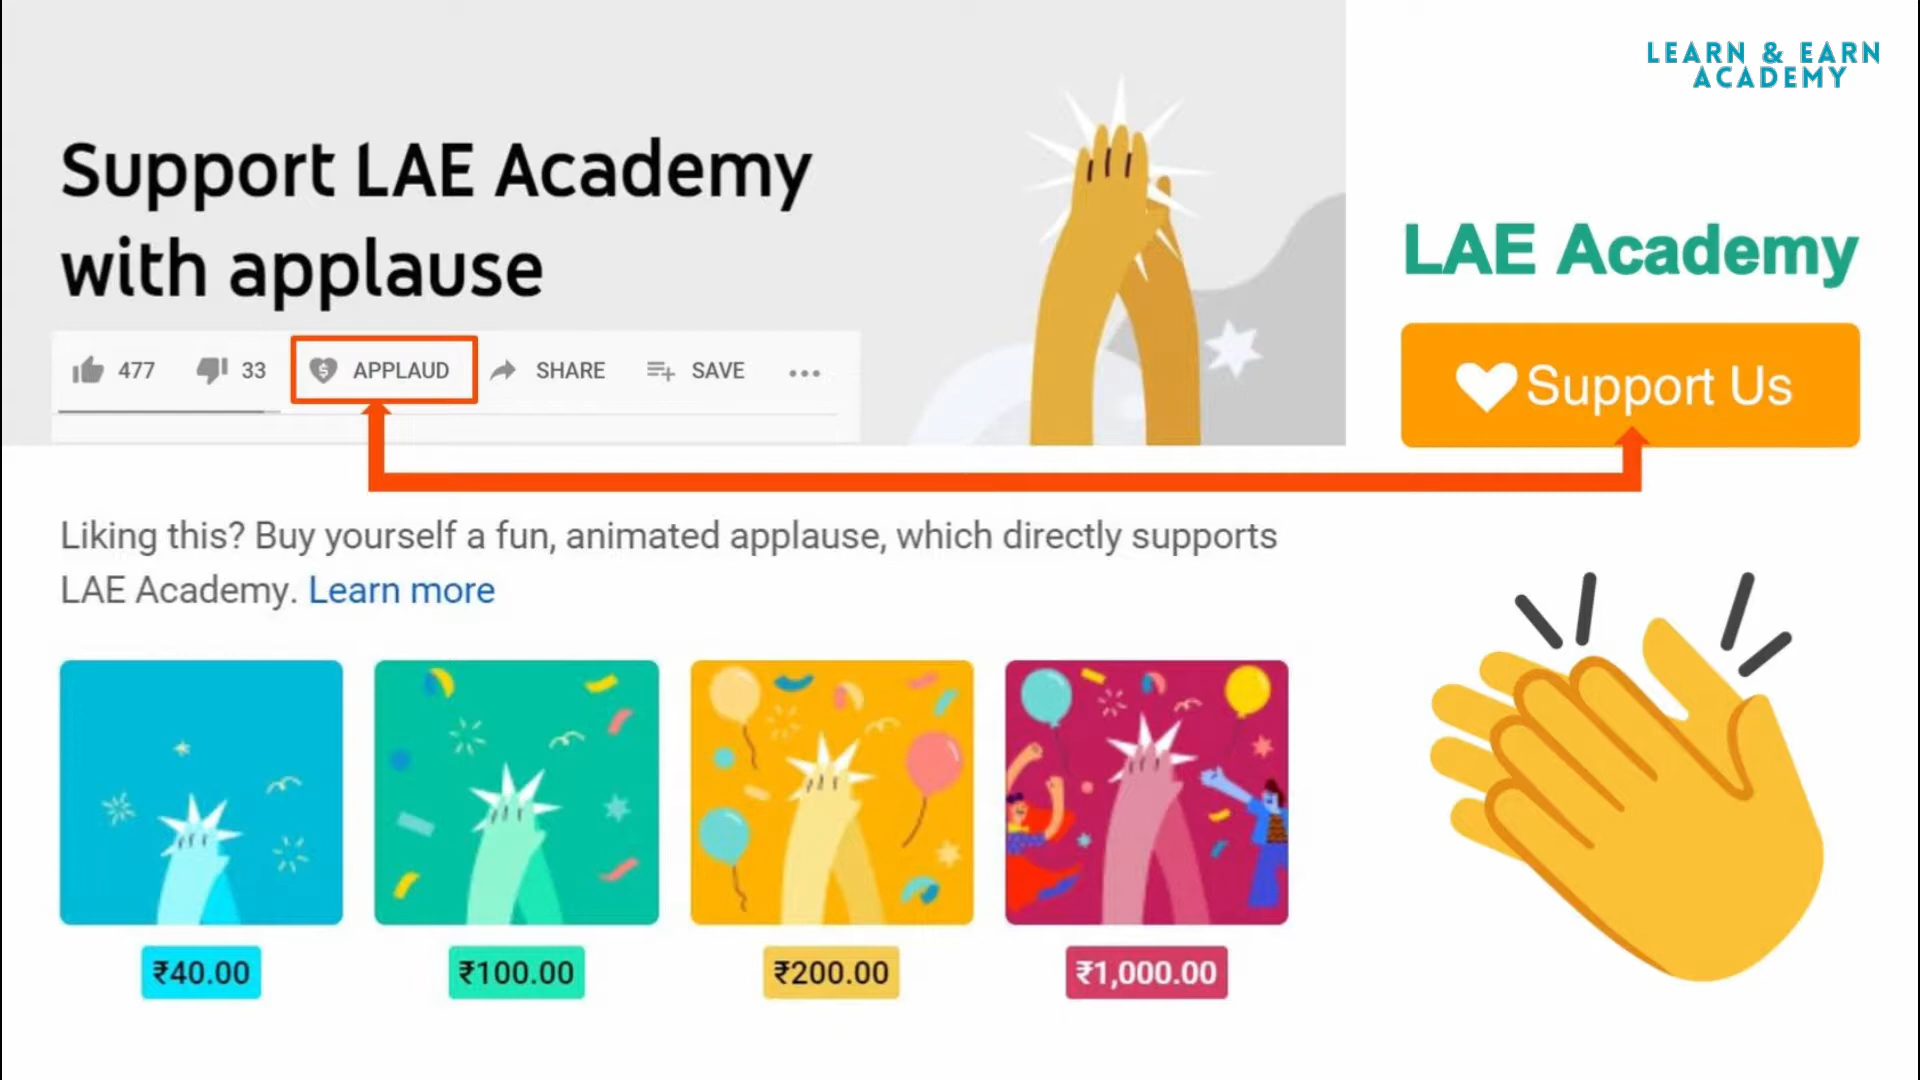 LEARN & EARN
ACADEMY
Support LAE Academy
with applause
477
33
APPLAUD
SHARE
SAVE
LAE Academy
Support Us
Liking this? Buy yourself a fun, animated applause, which directly supports
LAE Academy. Learn more
₹40.00
₹100.00
₹200.00
₹1,000.00